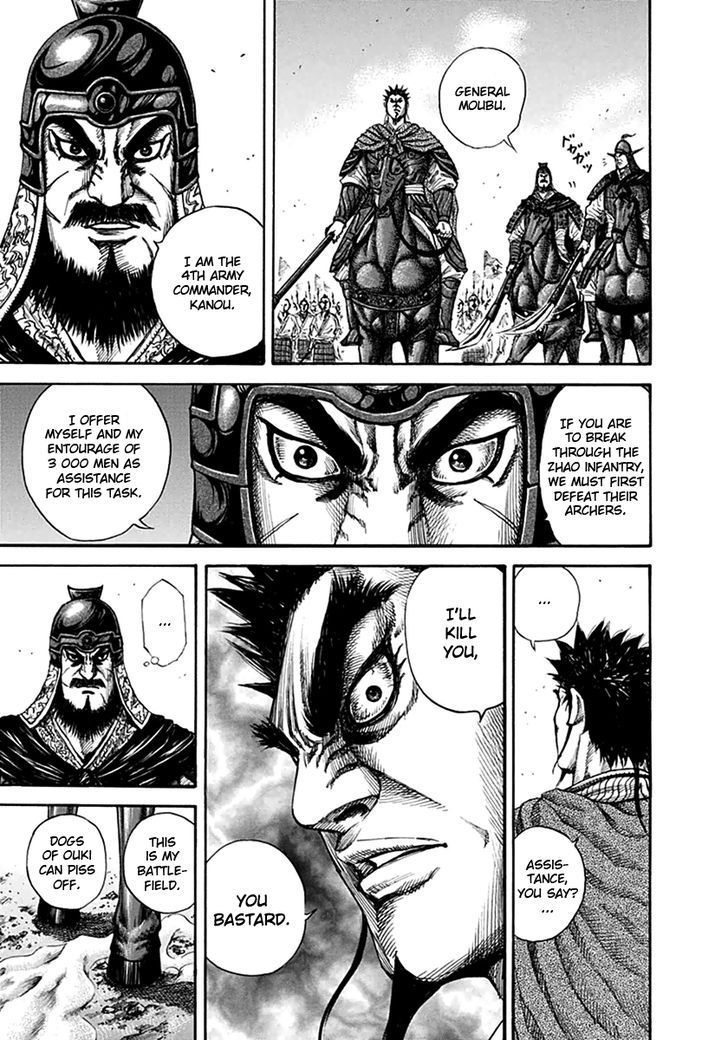 GENERAL
MOUBU.
I AM THE
4TH ARMY
COMMANDER,
KANOU.
IF YOU ARE
TO BREAK
THROUGH THE
ZHAO INFANTRY,
WE MUST FIRST
DEFEAT THEIR
ARCHERS.
I OFFER
MYSELF AND MY
ENTOURAGE OF
3 000 MEN AS
ASSISTANCE
FOR THIS TASK.
...
ASSIS-
TANCE,
YOU SAY?
...
I'LL
KILL
YOU,
YOU
BASTARD.
...
THIS
IS MY
BATTLE-
FIELD.
DOGS
OF OUKI
CAN PISS
OFF.